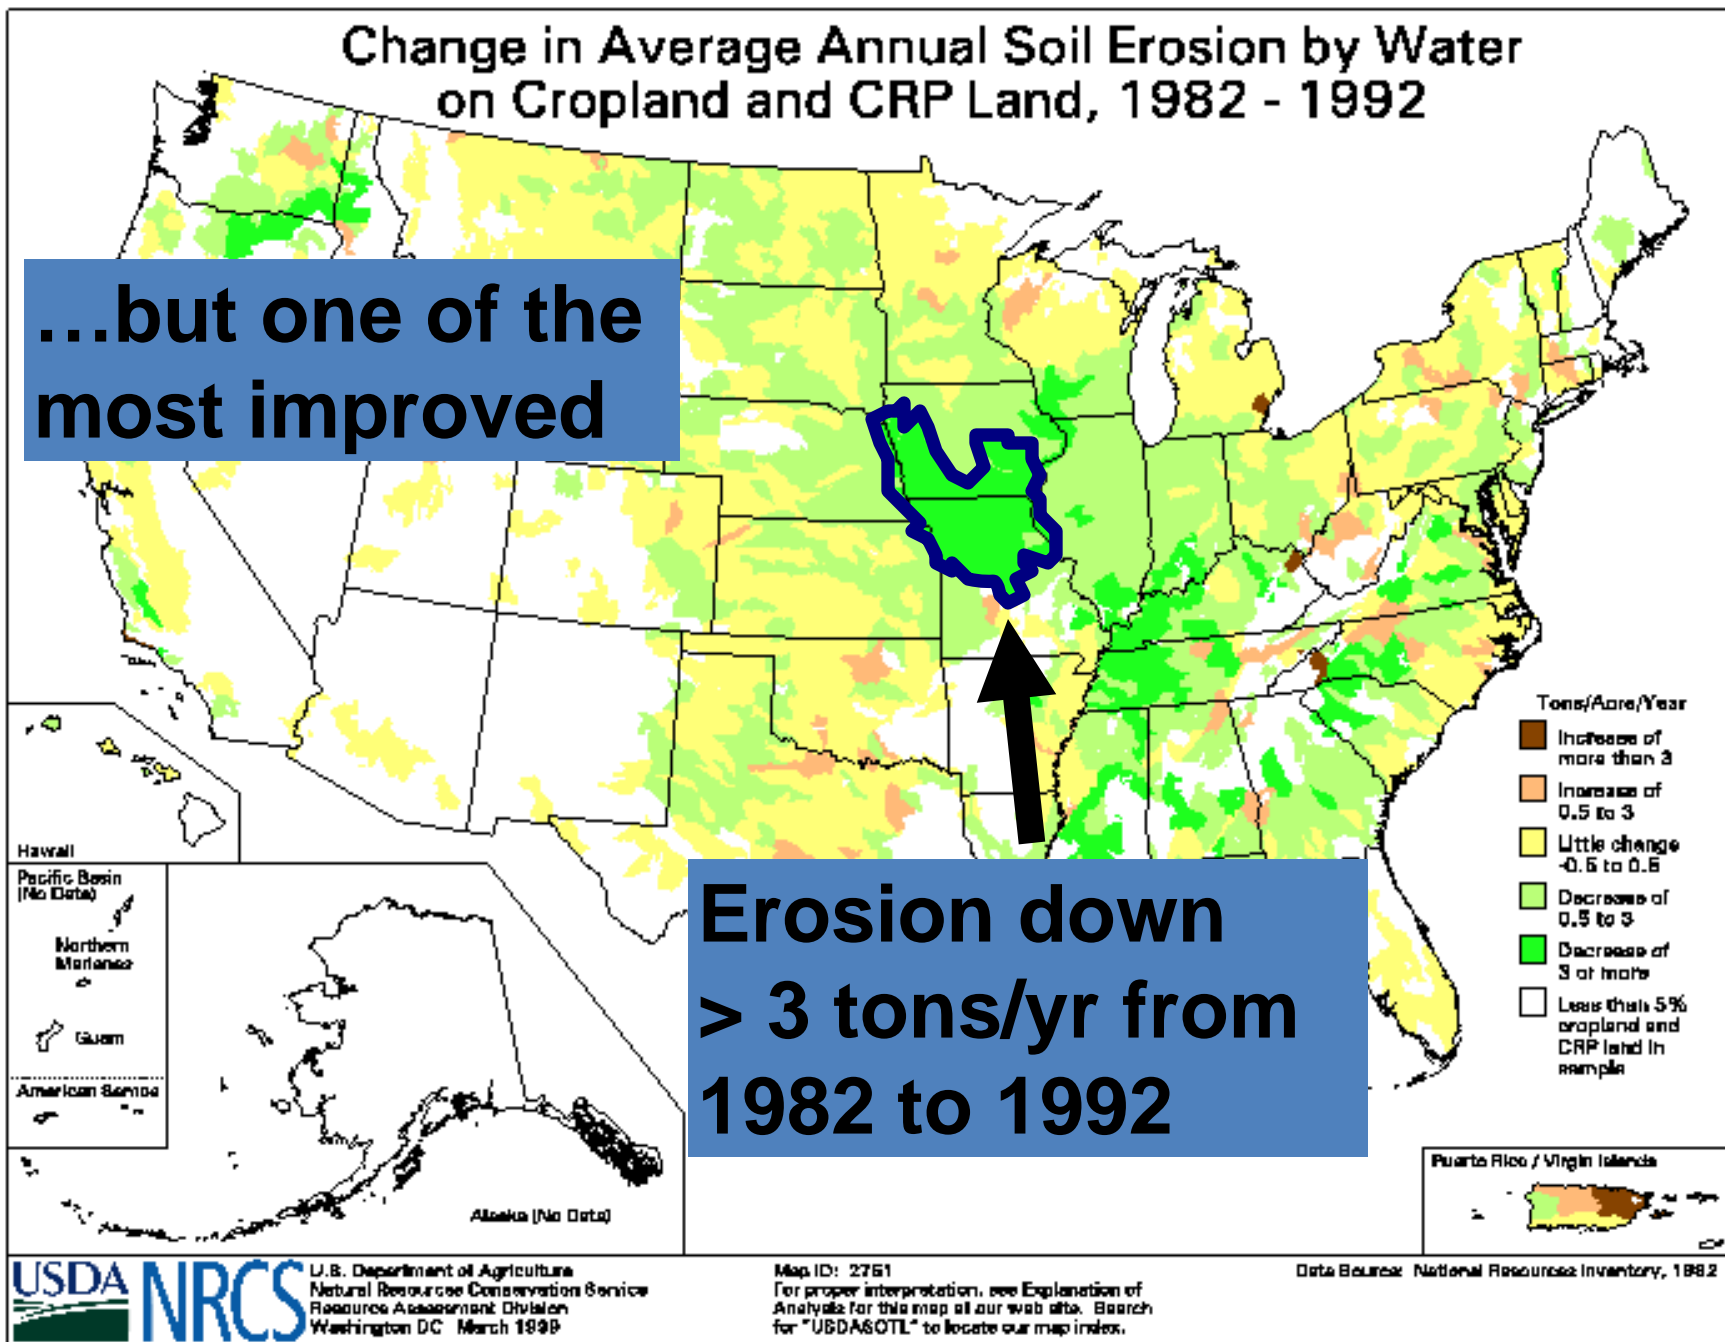 Change in Average Annual Soil Erosion by Water
on Cropland and CRP Land, 1982 - 1992
…but one of the
most improved
Erosion down
> 3 tons/yr from
1982 to 1992
Tons/Acre/Year
Increase of
more than 3
Increase of
0.5 to 3
Little change
-0.5 to 0.5
Decrease of
0.5 to 3
Decrease of
3 or more
Less than 5%
cropland and
CRP land in
sample
Hawaii
Pacific Basin
(No Data)
Northern
Marianas
Guam
American Samoa
Alaska (No Data)
Puerto Rico / Virgin Islands
USDA
NRCS
U.S. Department of Agriculture
Natural Resources Conservation Service
Resource Assessment Division
Washington DC March 1999
Map ID: 2751
For proper interpretation, see Explanation of
Analysis for this map at our web site. Search
for "USDASOTL" to locate our map index.
Data Source: National Resources Inventory, 1992